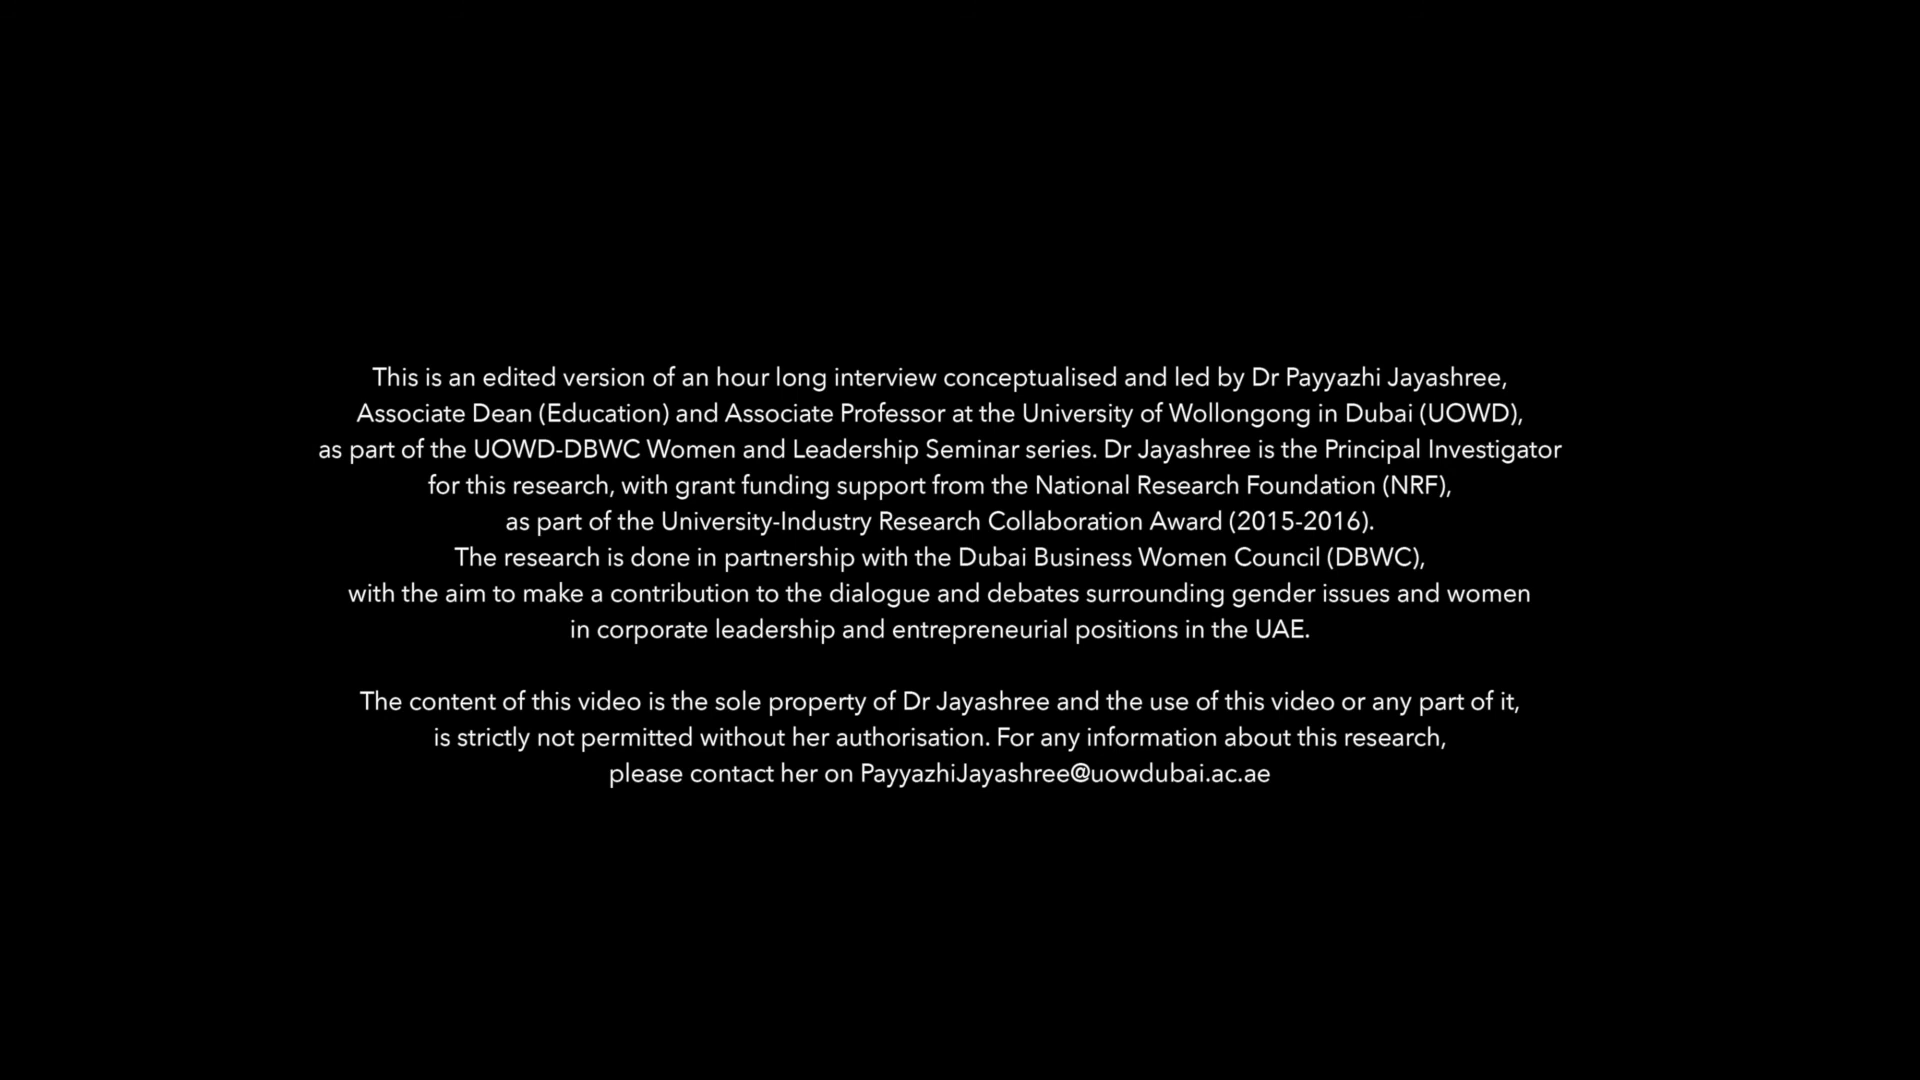 This is an edited version of an hour long interview conceptualised and led by Dr Payyazhi Jayashree,
Associate Dean (Education) and Associate Professor at the University of Wollongong in Dubai (UOWD),
as part of the UOWD-DBWC Women and Leadership Seminar series. Dr Jayashree is the Principal Investigator
for this research, with grant funding support from the National Research Foundation (NRF),
as part of the University-Industry Research Collaboration Award (2015-2016).
The research is done in partnership with the Dubai Business Women Council (DBWC),
with the aim to make a contribution to the dialogue and debates surrounding gender issues and women
in corporate leadership and entrepreneurial positions in the UAE.
The content of this video is the sole property of Dr Jayashree and the use of this video or any part of it,
is strictly not permitted without her authorisation. For any information about this research,
please contact her on PayyazhiJayashree@uowdubai.ac.ae